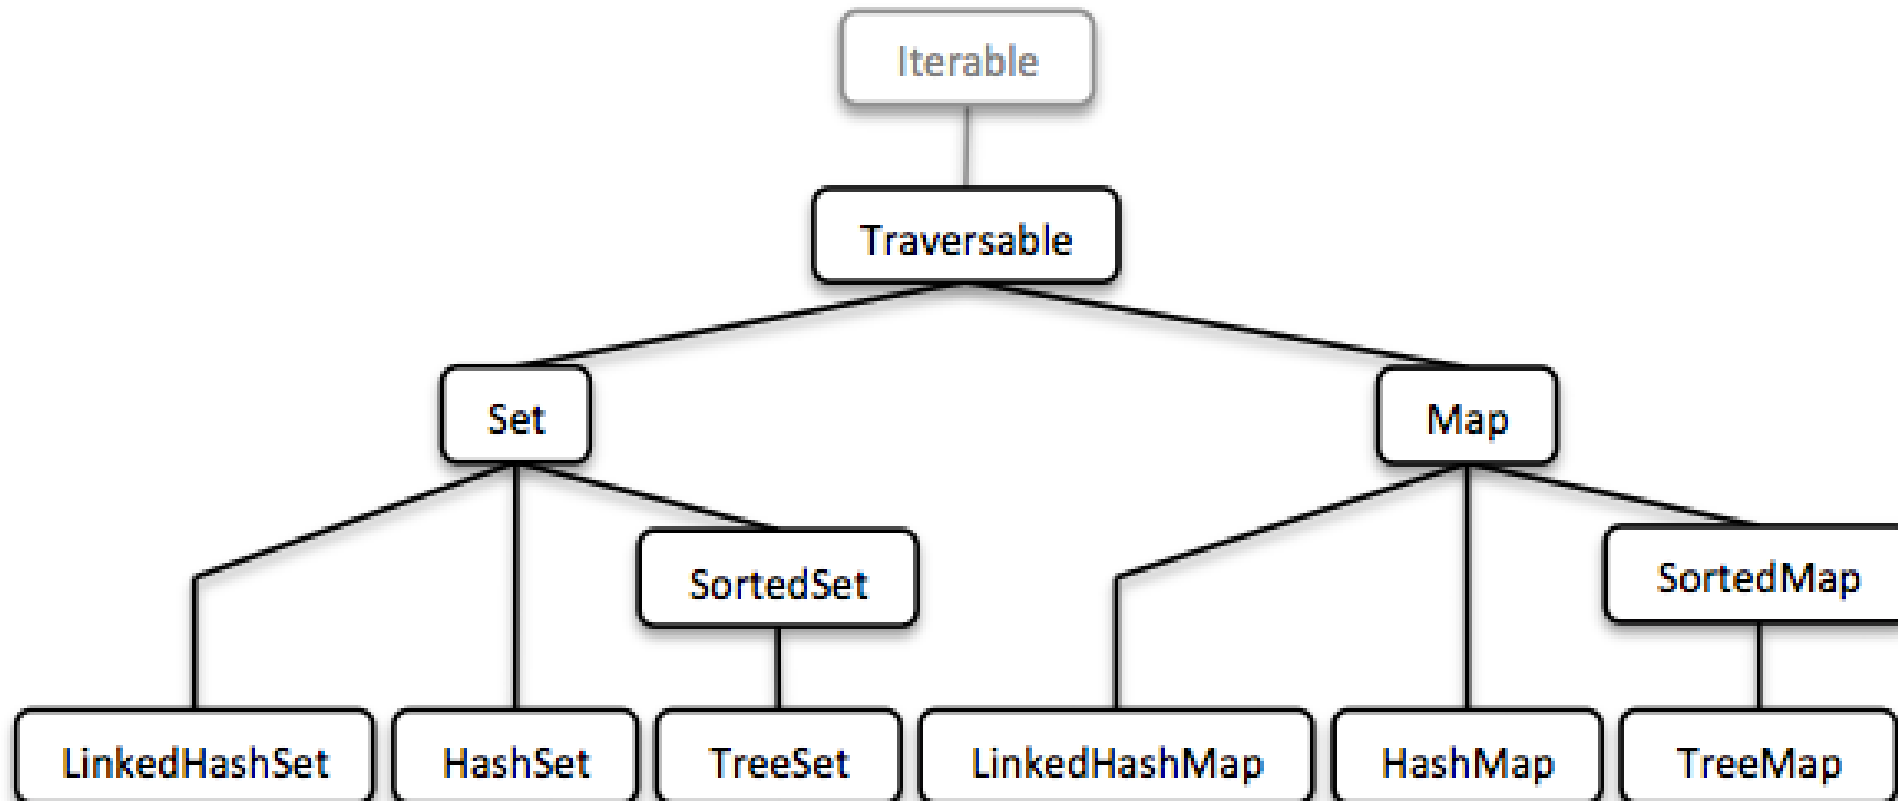 Iterable
Traversable
Set
Map
SortedSet
SortedMap
LinkedHashSet
HashSet
TreeSet
LinkedHashMap
HashMap
TreeMap